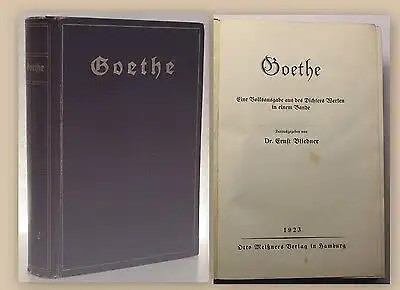 Goethe
Goethe
Goethe
Eine Volksausgabe aus des Dichters Werken
in einem Bande
Herausgegeben von
Dr. Ernst Bliedner
1923
Otto Meißners Verlag in Hamburg